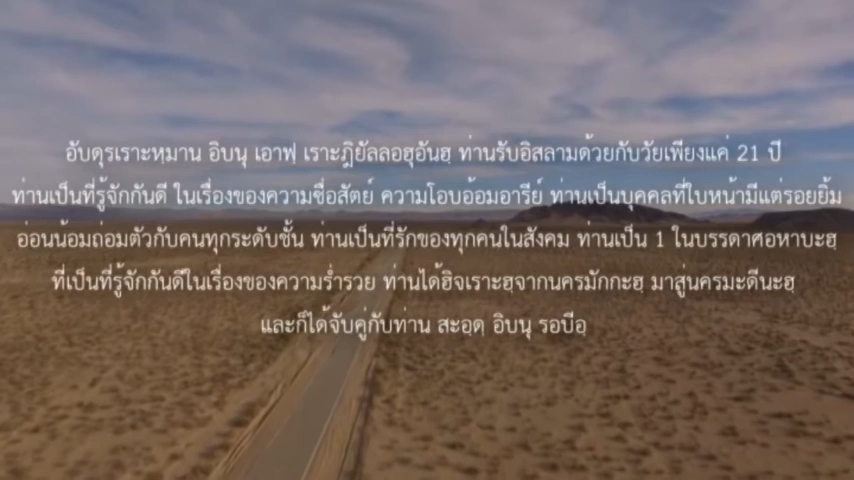 อับดุรเราะหฺมาน อิบนุ เอาฟฺ เราะฎิยัลลอฮุอันฮฺ ท่านรับอิสลามด้วยกับวัยเพียงแค่ 21 ปี
ท่านเป็นที่รู้จักกันดี ในเรื่องของความซื่อสัตย์ ความโอบอ้อมอารีย์ ท่านเป็นบุคคลที่ใบหน้ามีแต่รอยยิ้ม
อ่อนน้อมถ่อมตัวกับคนทุกระดับชั้น ท่านเป็นที่รักของทุกคนในสังคม ท่านเป็น 1 ในบรรดาศอหาบะฮฺ
ที่เป็นที่รู้จักกันดีในเรื่องของความร่ำรวย ท่านได้ฮิจเราะฮฺจากนครมักกะฮฺ มาสู่นครมะดีนะฮฺ
และก็ได้จับคู่กับท่าน สะอฺดฺ อิบนุ รอบีอฺ